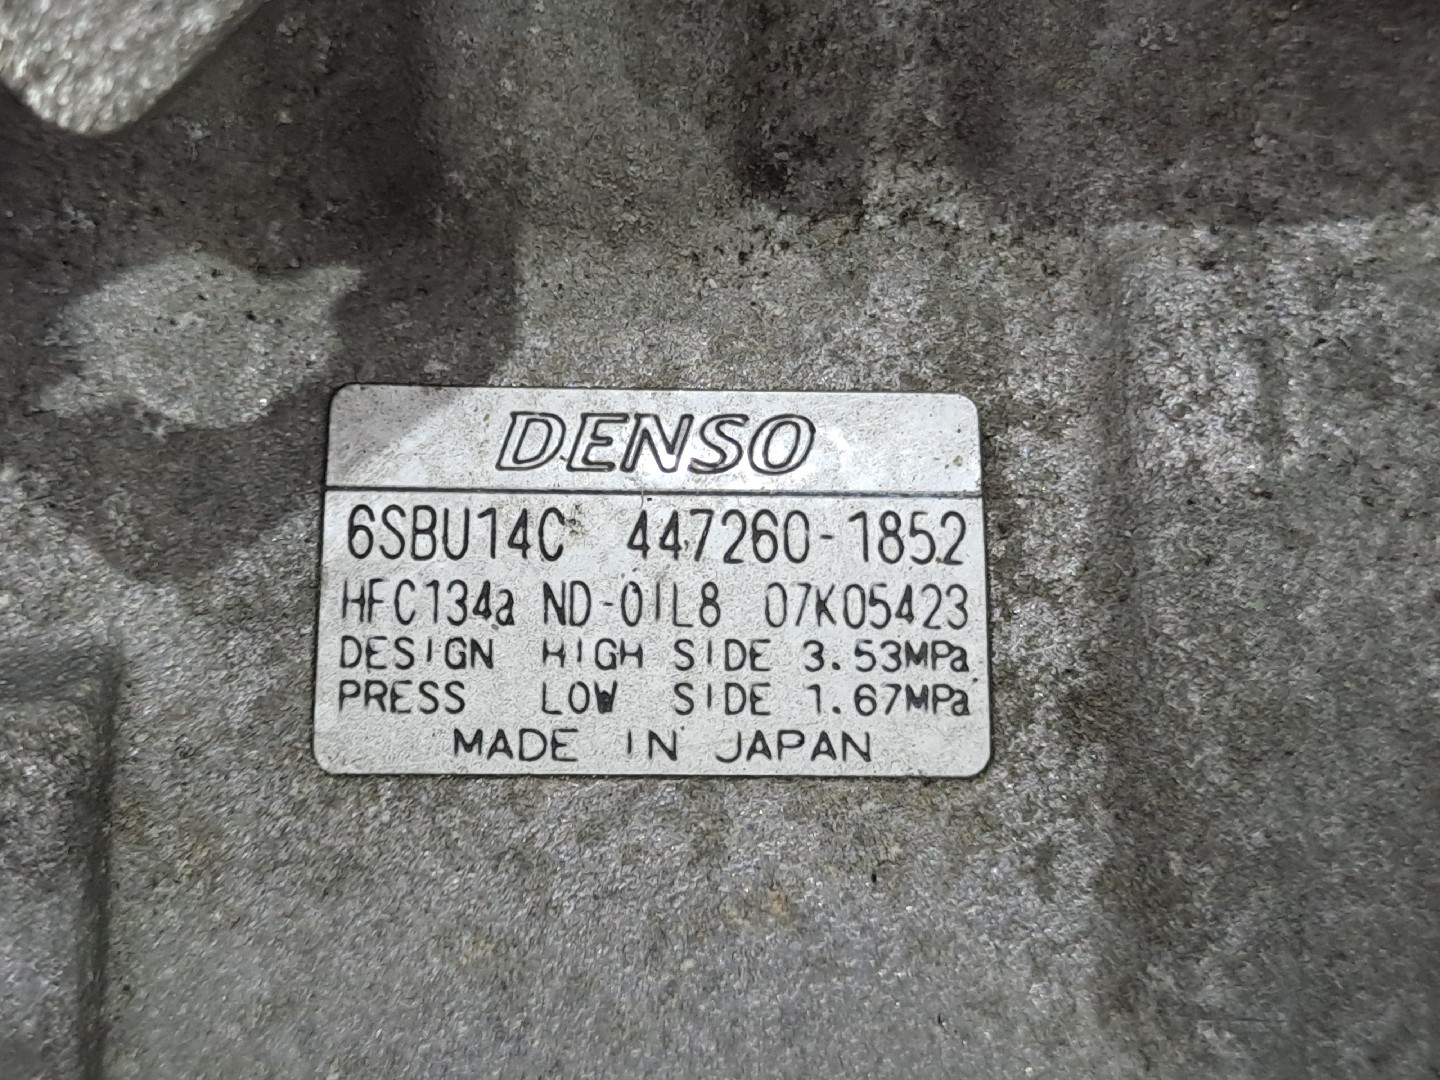 DENSO
6SBU14C 447260-1852
HFC134a ND-OIL8 07K05423
DESIGN HIGH SIDE 3.53MPa
PRESS LOW SIDE 1.67MPa
MADE IN JAPAN